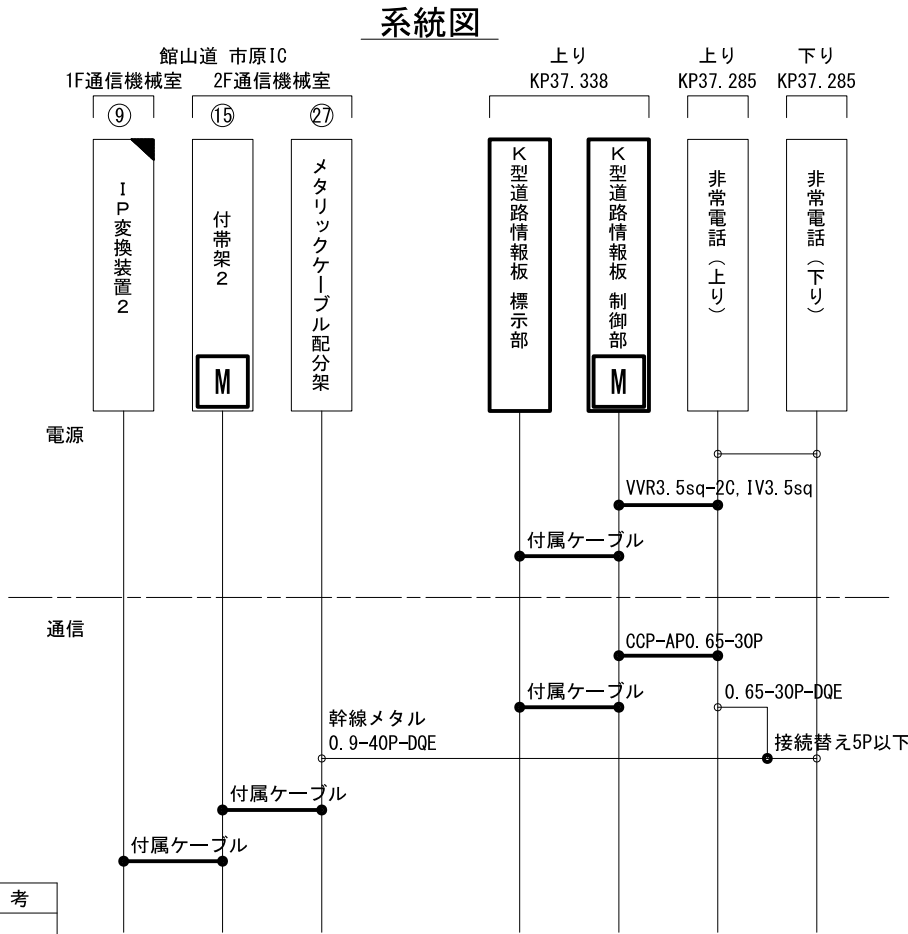 系統図
館山道 市原IC
1F通信機械室
2F通信機械室
上り
KP37.338
上り
KP37.285
下り
KP37.285
⑨
⑮
㉗
IP変換装置2
付帯架2
M
メタリックケーブル配分架
K型道路情報板 標示部
K型道路情報板 制御部
M
非常電話(上り)
非常電話(下り)
電源
VVR3.5sq-2C, IV3.5sq
付属ケーブル
通信
CCP-AP0.65-30P
付属ケーブル
0.65-30P-DQE
幹線メタル
0.9-40P-DQE
接続替え5P以下
付属ケーブル
付属ケーブル
考